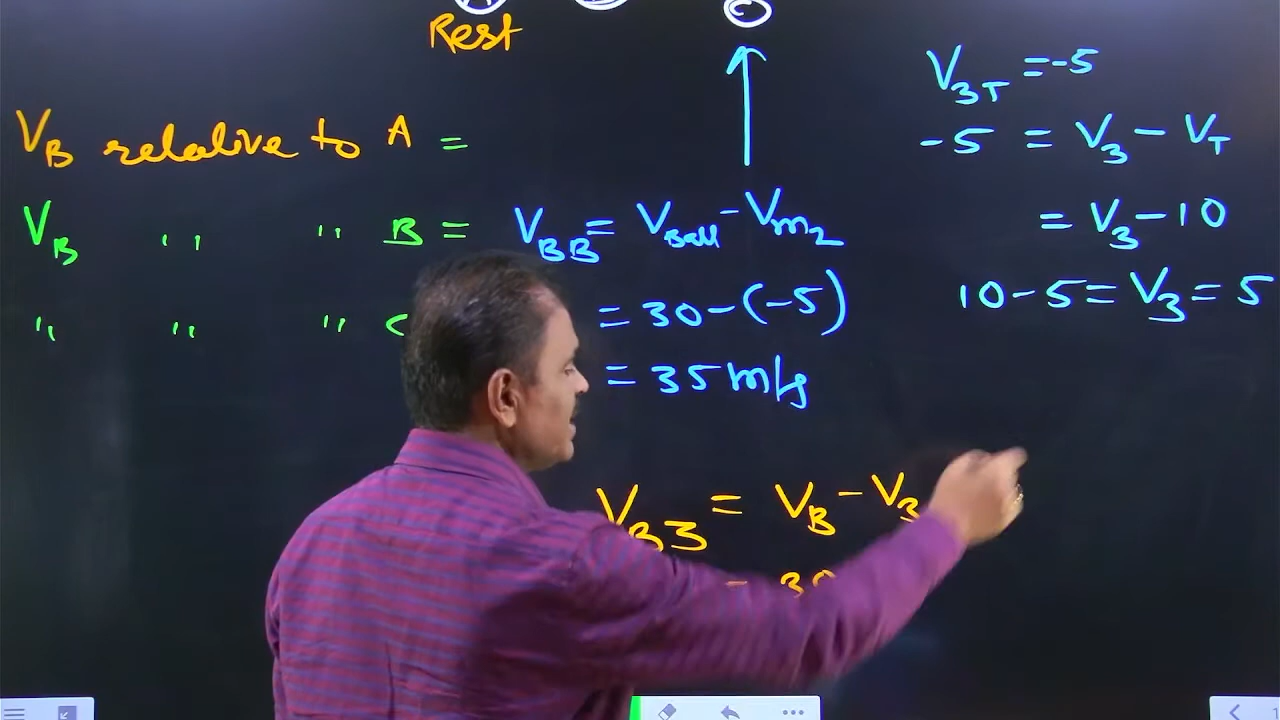 Rest
V_B relative to A =
V_B " " B = V_BB = V_Ball - V_m2
= 30 - (-5)
= 35 m/s
" " " C
V_3T = -5
-5 = V_3 - V_T
= V_3 - 10
10 - 5 = V_3 = 5
V_B3 = V_B - V_3
= 30